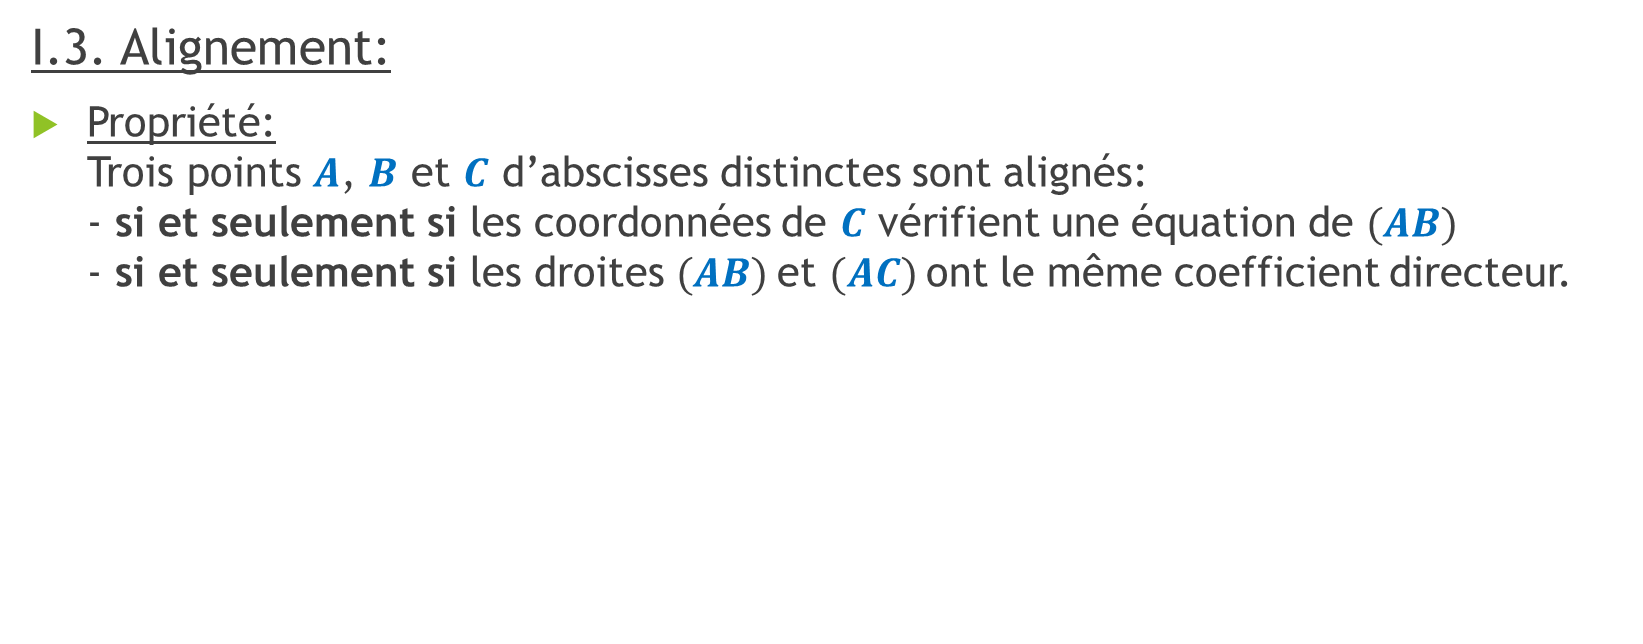 I.3. Alignement:
Propriété:
Trois points A, B et C d’abscisses distinctes sont alignés:
- si et seulement si les coordonnées de C vérifient une équation de (AB)
- si et seulement si les droites (AB) et (AC) ont le même coefficient directeur.